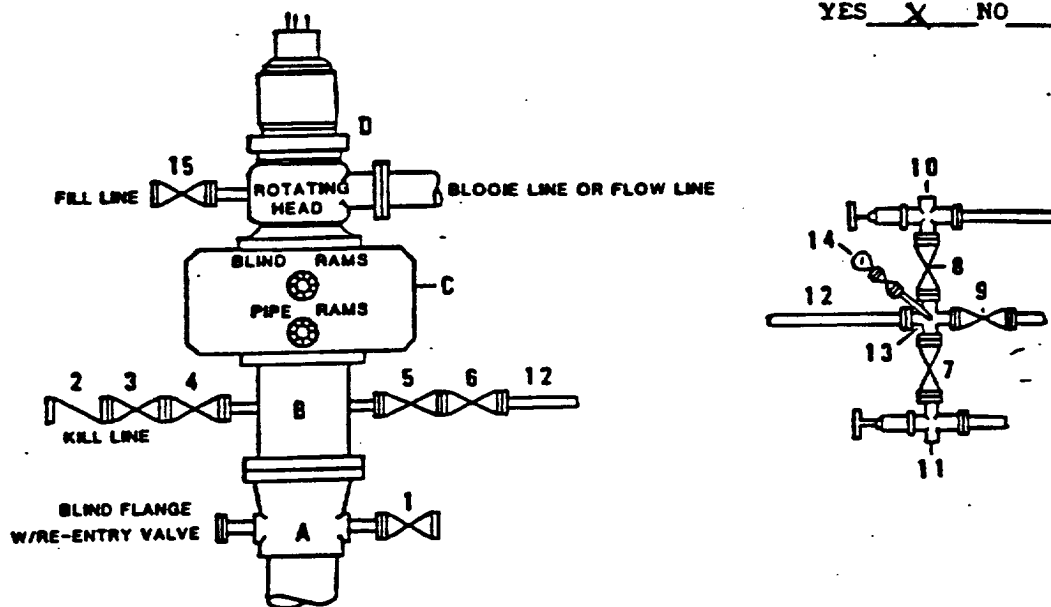 YES X NO
D
15
FILL LINE
ROTATING HEAD
BLOOIE LINE OR FLOW LINE
BLIND RAMS
C
PIPE RAMS
2 3 4
B
5 6 12
KILL LINE
BLIND FLANGE
W/RE-ENTRY VALVE
A
1
10
14
8
12
9
13
7
11